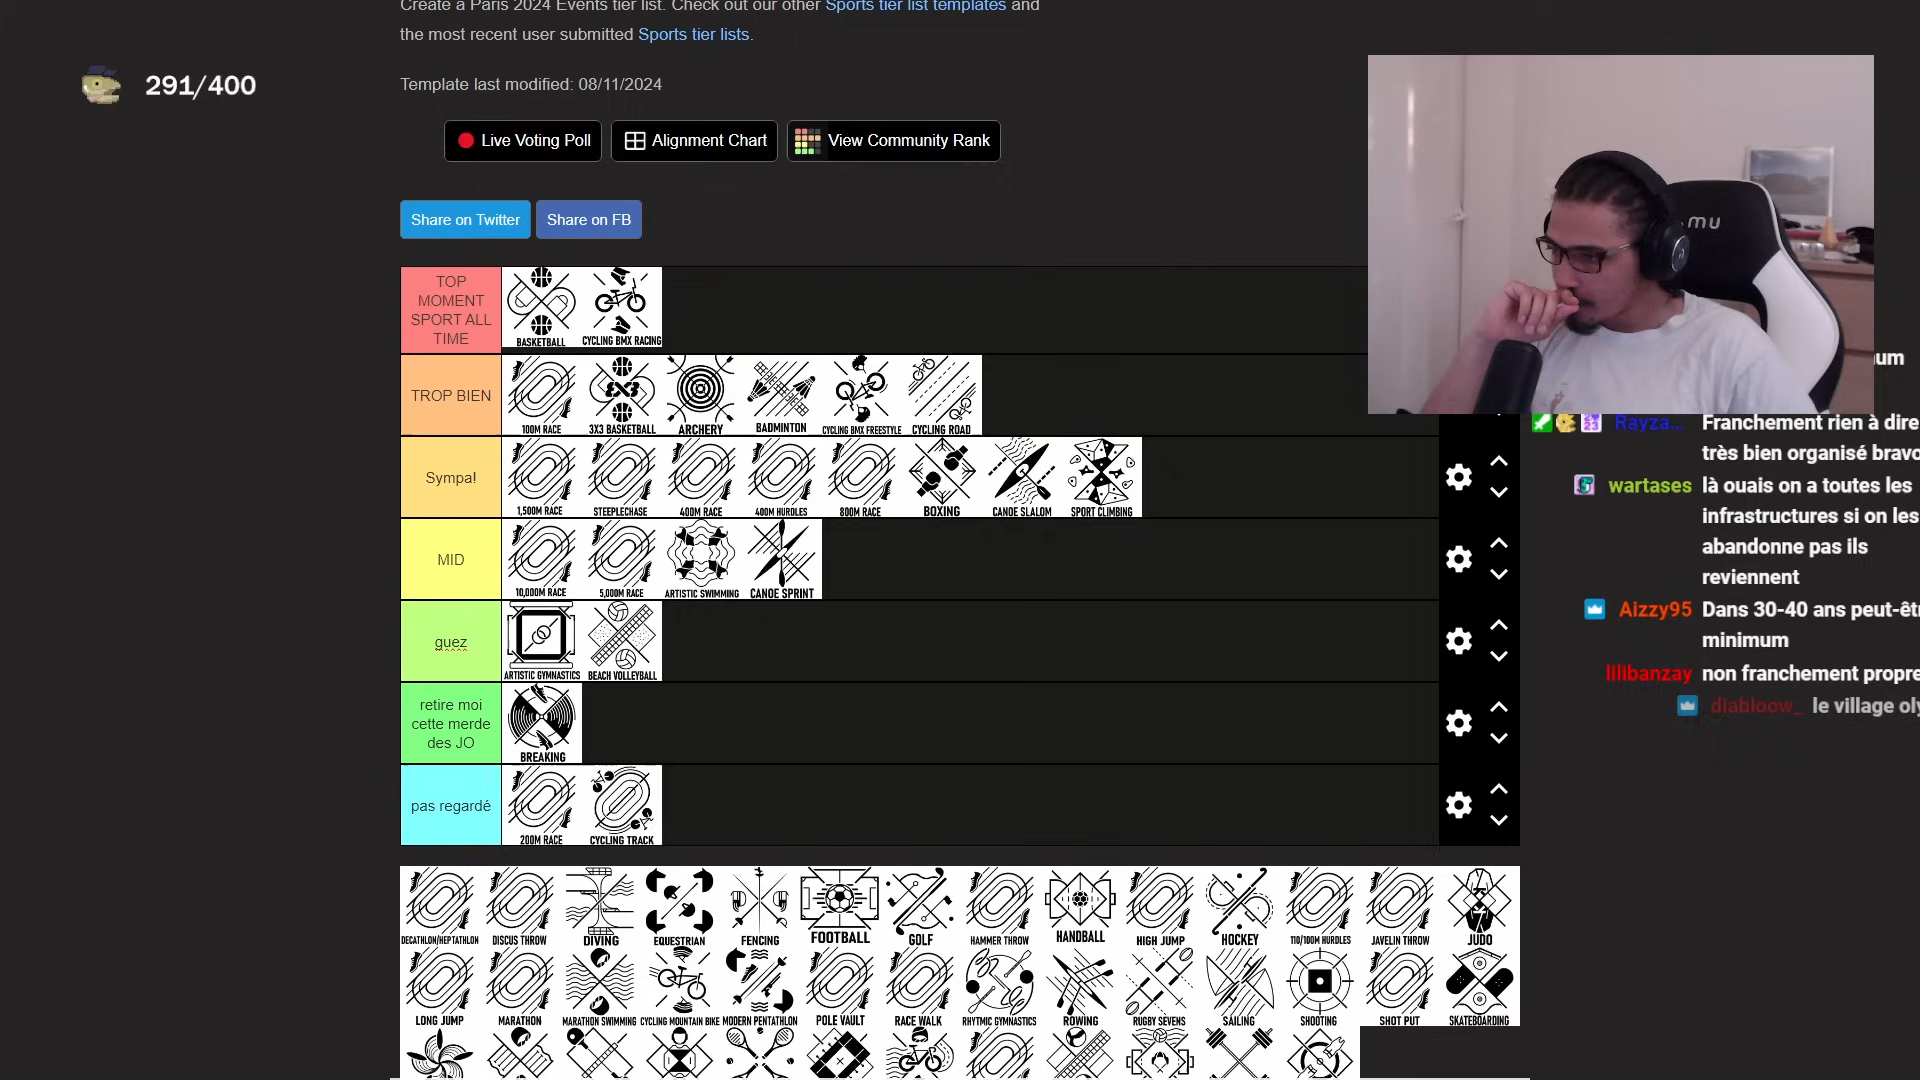 Create a Paris 2024 Events tier list. Check out our other Sports tier list templates and
the most recent user submitted Sports tier lists.
291/400
Template last modified: 08/11/2024
Live Voting Poll
Alignment Chart
View Community Rank
Share on Twitter
Share on FB
mu
TOP
MOMENT
SPORT ALL
TIME
BASKETBALL
CYCLING BMX RACING
TROP BIEN
100M RACE
3X3
3X3 BASKETBALL
ARCHERY
BADMINTON
CYCLING BMX FREESTYLE
CYCLING ROAD
Sympa!
1,500M RACE
STEEPLECHASE
400M RACE
400M HURDLES
800M RACE
BOXING
CANOE SLALOM
SPORT CLIMBING
MID
10,000M RACE
5,000M RACE
ARTISTIC SWIMMING
CANOE SPRINT
guez
ARTISTIC GYMNASTICS
BEACH VOLLEYBALL
retire moi
cette merde
des JO
BREAKING
pas regardé
200M RACE
CYCLING TRACK
DECATHLON/HEPTATHLON
DISCUS THROW
DIVING
EQUESTRIAN
FENCING
FOOTBALL
GOLF
HAMMER THROW
HANDBALL
HIGH JUMP
HOCKEY
110/100M HURDLES
JAVELIN THROW
JUDO
LONG JUMP
MARATHON
MARATHON SWIMMING
CYCLING MOUNTAIN BIKE
MODERN PENTATHLON
POLE VAULT
RACE WALK
RHYTMIC GYMNASTICS
ROWING
RUGBY SEVENS
SAILING
SHOOTING
SHOT PUT
SKATEBOARDING
um
Rayza... Franchement rien à dire
très bien organisé bravo
wartases là ouais on a toutes les
infrastructures si on les
abandonne pas ils
reviennent
Aizzy95 Dans 30-40 ans peut-êt
minimum
lillbanzay non franchement propre
diabloow_ le village oly